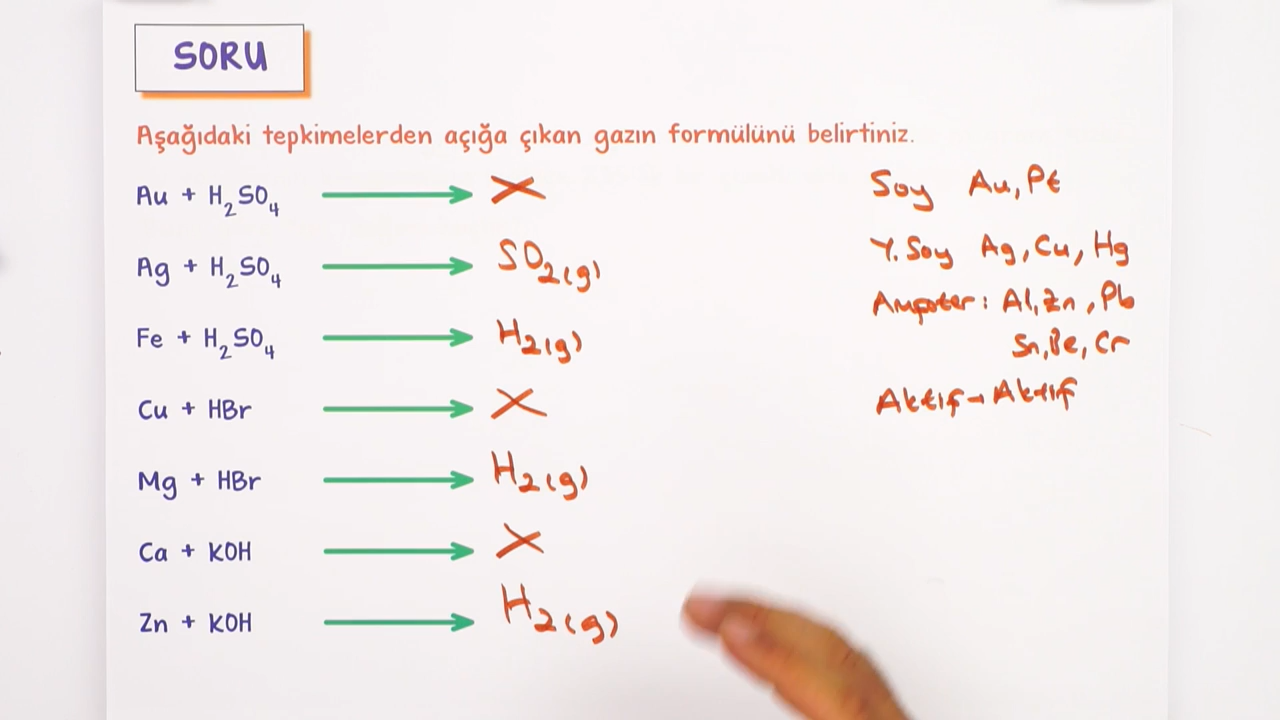 SORU
Aşağıdaki tepkimelerden açığa çıkan gazın formülünü belirtiniz.
Au + H₂SO₄ → X
Ag + H₂SO₄ → SO₂(g)
Fe + H₂SO₄ → H₂(g)
Cu + HBr → X
Mg + HBr → H₂(g)
Ca + KOH → X
Zn + KOH → H₂(g)
Soy Au, Pt
Y. Soy Ag, Cu, Hg
Amfoter: Al, Zn, Pb
Sn, Be, Cr
Aktif → Aktif